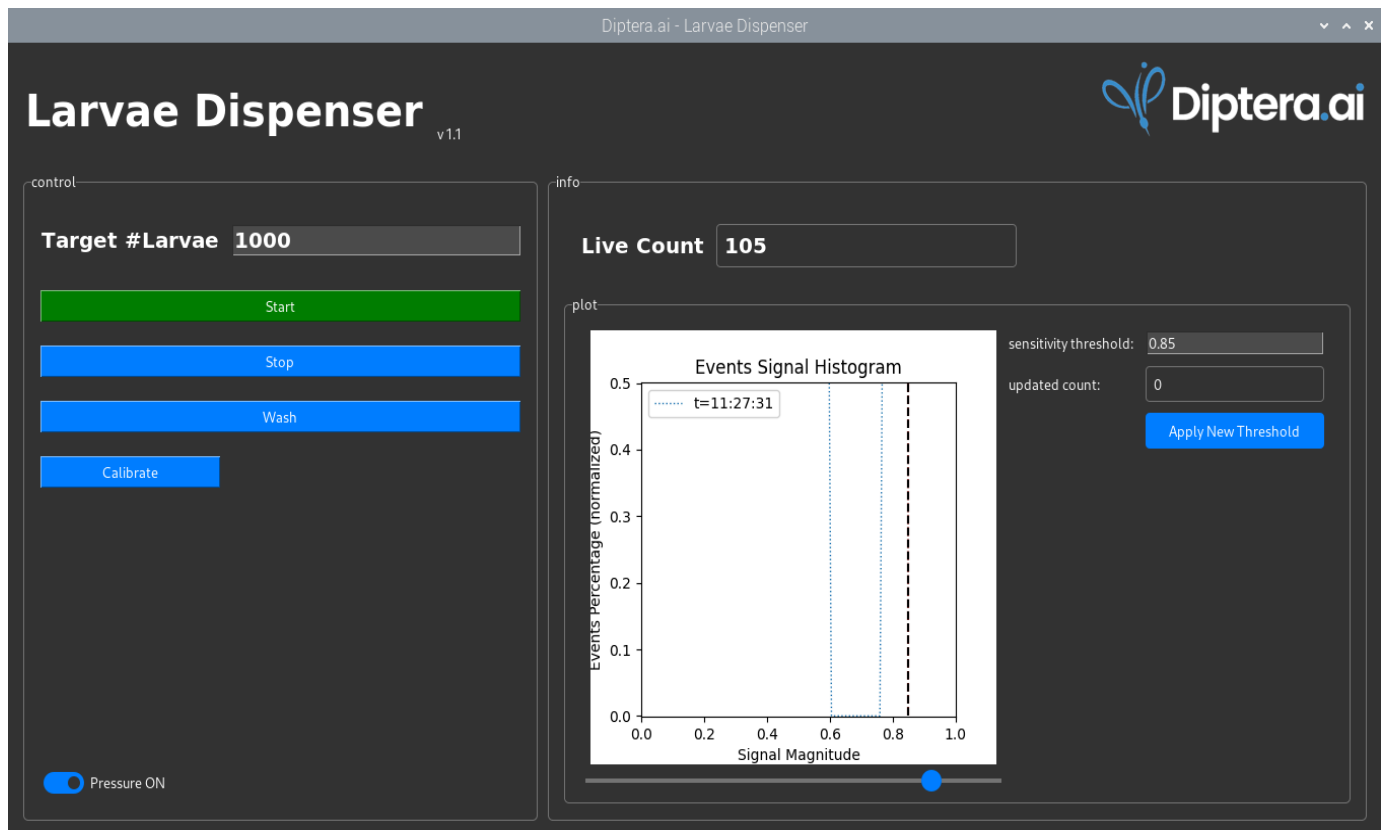 Diptera.ai - Larvae Dispenser
Larvae Dispenser v 1.1
Diptera.ai
control
Target #Larvae 1000
Start
Stop
Wash
Calibrate
Pressure ON
info
Live Count 105
plot
Events Signal Histogram
t=11:27:31
Events Percentage (normalized)
0.5
0.4
0.3
0.2
0.1
0.0
0.0 0.2 0.4 0.6 0.8 1.0
Signal Magnitude
sensitivity threshold: 0.85
updated count: 0
Apply New Threshold